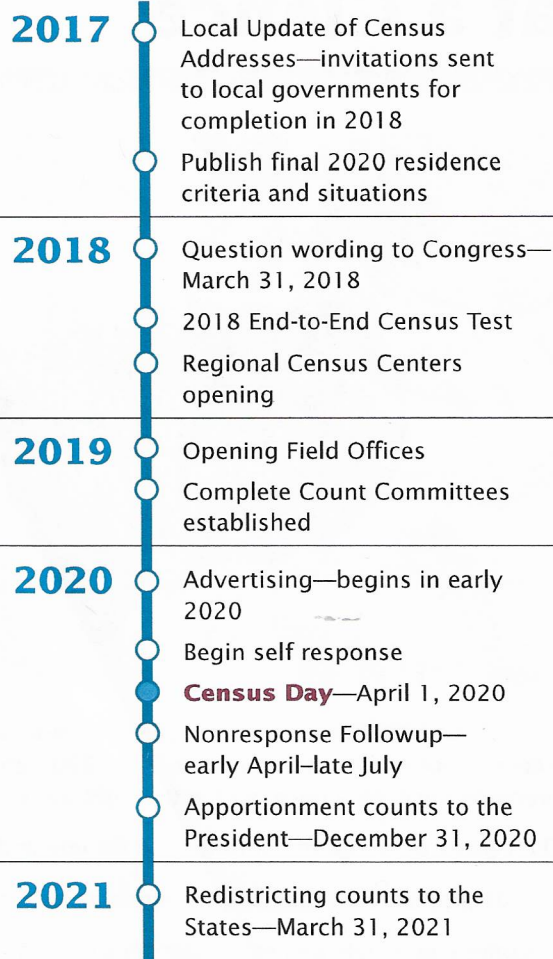 2017
Local Update of Census
Addresses—invitations sent
to local governments for
completion in 2018
Publish final 2020 residence
criteria and situations
2018
Question wording to Congress—
March 31, 2018
2018 End-to-End Census Test
Regional Census Centers
opening
2019
Opening Field Offices
Complete Count Committees
established
2020
Advertising—begins in early
2020
Begin self response
Census Day—April 1, 2020
Nonresponse Followup—
early April–late July
Apportionment counts to the
President—December 31, 2020
2021
Redistricting counts to the
States—March 31, 2021